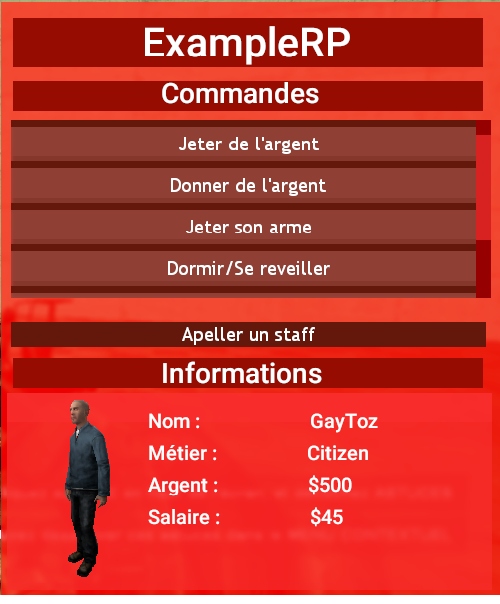 ExampleRP
Commandes
Jeter de l'argent
Donner de l'argent
Jeter son arme
Dormir/Se reveiller
Apeller un staff
Informations
Nom : GayToz
Métier : Citizen
Argent : $500
Salaire : $45